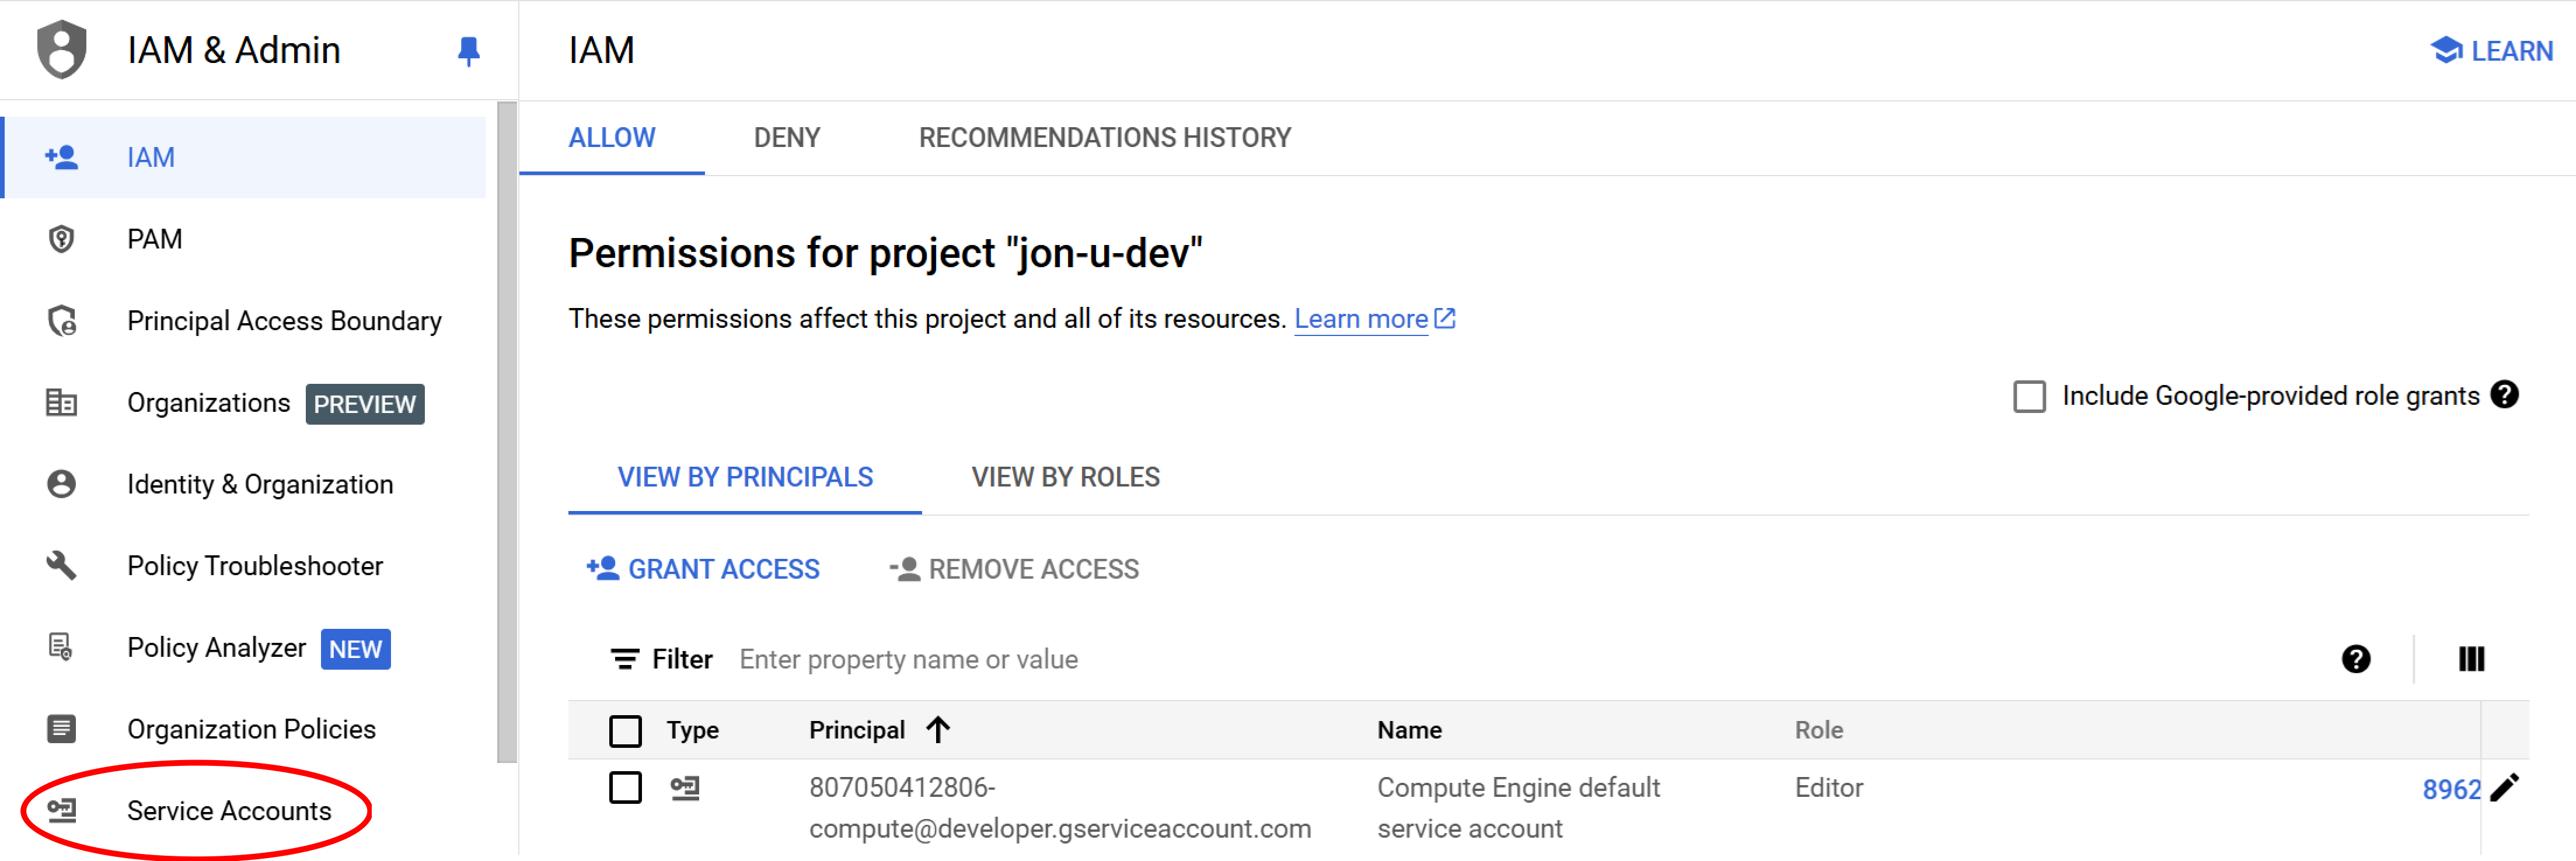 IAM & Admin
IAM
PAM
Principal Access Boundary
Organizations PREVIEW
Identity & Organization
Policy Troubleshooter
Policy Analyzer NEW
Organization Policies
Service Accounts
IAM
LEARN
ALLOW DENY RECOMMENDATIONS HISTORY
Permissions for project "jon-u-dev"
These permissions affect this project and all of its resources. Learn more
Include Google-provided role grants
VIEW BY PRINCIPALS VIEW BY ROLES
GRANT ACCESS REMOVE ACCESS
Filter Enter property name or value
Type Principal Name Role
807050412806- Compute Engine default Editor 8962
compute@developer.gserviceaccount.com service account